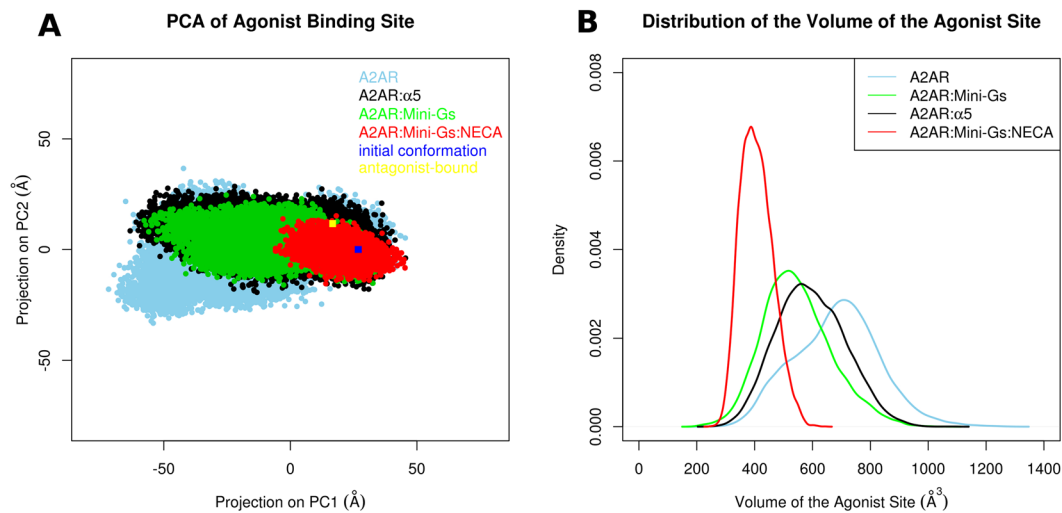 A
PCA of Agonist Binding Site
A2AR
A2AR:α5
A2AR:Mini-Gs
A2AR:Mini-Gs:NECA
initial conformation
antagonist-bound
Projection on PC2 (Å)
50
0
-50
-50
0
50
Projection on PC1 (Å)
B
Distribution of the Volume of the Agonist Site
A2AR
A2AR:Mini-Gs
A2AR:α5
A2AR:Mini-Gs:NECA
Density
0.008
0.006
0.004
0.002
0.000
0
200
400
600
800
1000
1200
1400
Volume of the Agonist Site (Å³)